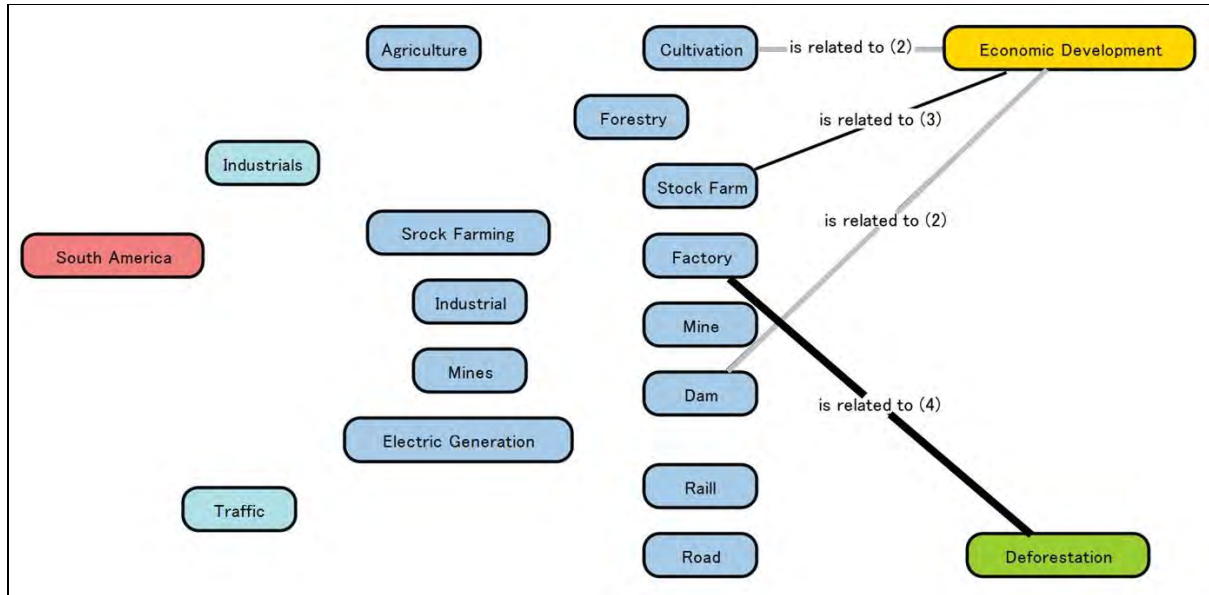 Agriculture
Cultivation
is related to (2)
Economic Development
Forestry
is related to (3)
Industrials
Stock Farm
is related to (2)
Srock Farming
South America
Factory
Industrial
Mine
Mines
Dam
is related to (4)
Electric Generation
Raill
Traffic
Road
Deforestation